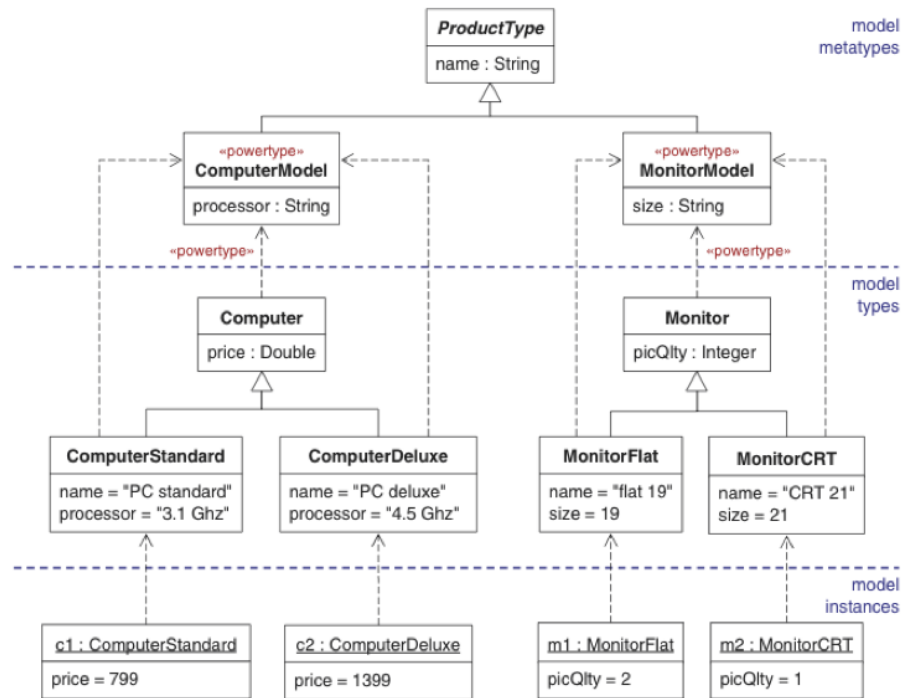 ProductType
model
metatypes
name : String
«powertype»
ComputerModel
processor : String
«powertype»
MonitorModel
size : String
«powertype»
«powertype»
model
types
Computer
price : Double
Monitor
picQlty : Integer
ComputerStandard
name = "PC standard"
processor = "3.1 Ghz"
ComputerDeluxe
name = "PC deluxe"
processor = "4.5 Ghz"
MonitorFlat
name = "flat 19"
size = 19
MonitorCRT
name = "CRT 21"
size = 21
model
instances
c1 : ComputerStandard
price = 799
c2 : ComputerDeluxe
price = 1399
m1 : MonitorFlat
picQlty = 2
m2 : MonitorCRT
picQlty = 1